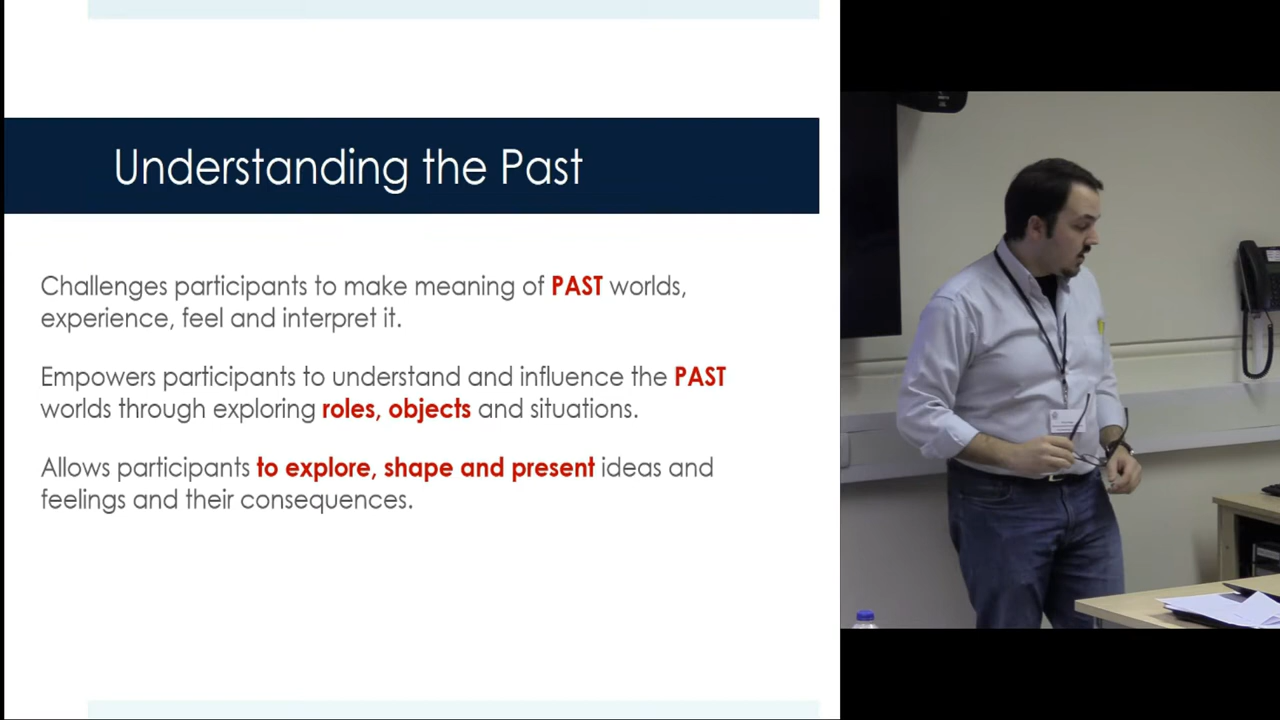 Understanding the Past
Challenges participants to make meaning of PAST worlds,
experience, feel and interpret it.
Empowers participants to understand and influence the PAST
worlds through exploring roles, objects and situations.
Allows participants to explore, shape and present ideas and
feelings and their consequences.